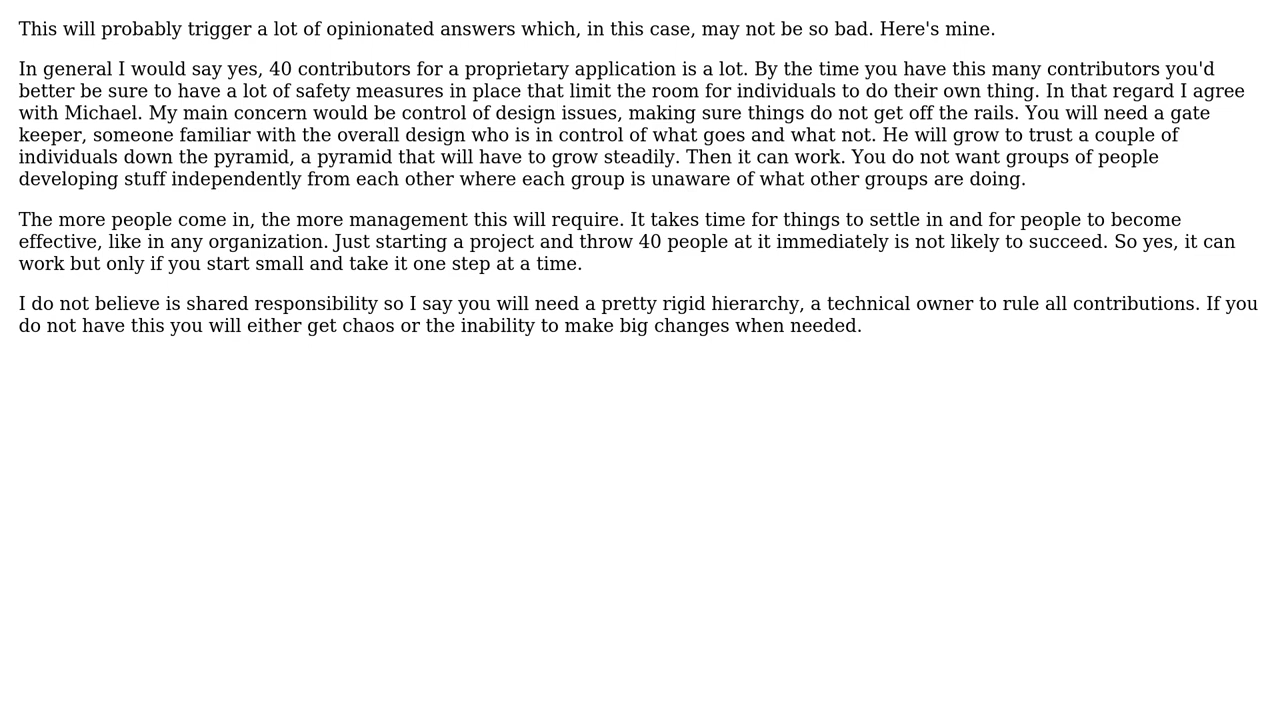 This will probably trigger a lot of opinionated answers which, in this case, may not be so bad. Here's mine.
In general I would say yes, 40 contributors for a proprietary application is a lot. By the time you have this many contributors you'd
better be sure to have a lot of safety measures in place that limit the room for individuals to do their own thing. In that regard I agree
with Michael. My main concern would be control of design issues, making sure things do not get off the rails. You will need a gate
keeper, someone familiar with the overall design who is in control of what goes and what not. He will grow to trust a couple of
individuals down the pyramid, a pyramid that will have to grow steadily. Then it can work. You do not want groups of people
developing stuff independently from each other where each group is unaware of what other groups are doing.
The more people come in, the more management this will require. It takes time for things to settle in and for people to become
effective, like in any organization. Just starting a project and throw 40 people at it immediately is not likely to succeed. So yes, it can
work but only if you start small and take it one step at a time.
I do not believe is shared responsibility so I say you will need a pretty rigid hierarchy, a technical owner to rule all contributions. If you
do not have this you will either get chaos or the inability to make big changes when needed.